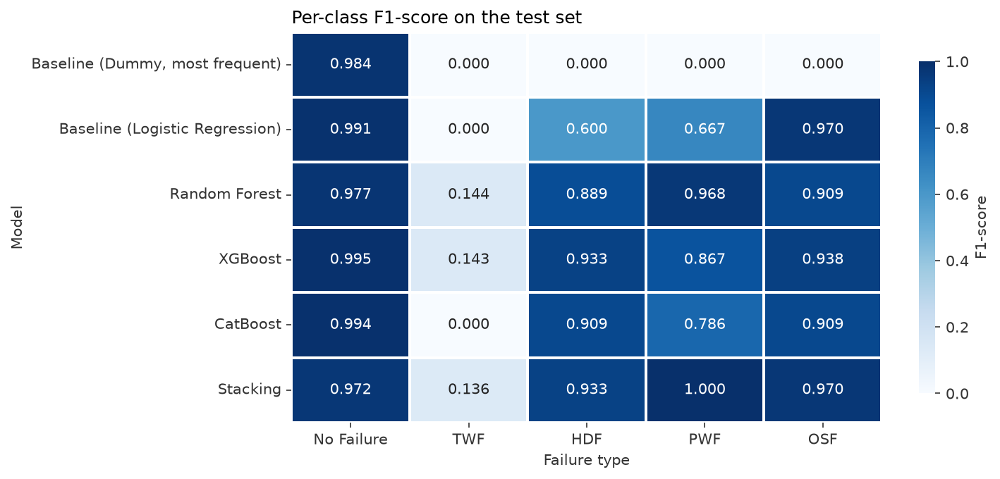 Per-class F1-score on the test set
Baseline (Dummy, most frequent) 0.984 0.000 0.000 0.000 0.000
Baseline (Logistic Regression) 0.991 0.000 0.600 0.667 0.970
Random Forest 0.977 0.144 0.889 0.968 0.909
XGBoost 0.995 0.143 0.933 0.867 0.938
CatBoost 0.994 0.000 0.909 0.786 0.909
Stacking 0.972 0.136 0.933 1.000 0.970
No Failure TWF HDF PWF OSF
Failure type
Model
1.0
0.8
0.6
0.4
0.2
0.0
F1-score